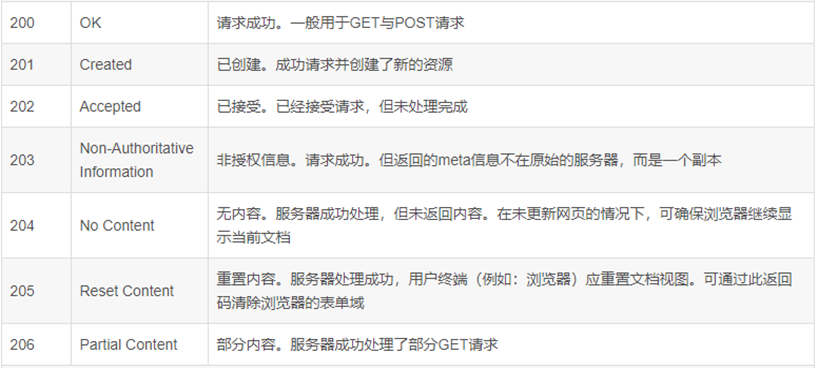 200 OK 请求成功。一般用于GET与POST请求
201 Created 已创建。成功请求并创建了新的资源
202 Accepted 已接受。已经接受请求，但未处理完成
203 Non-Authoritative Information 非授权信息。请求成功。但返回的meta信息不在原始的服务器，而是一个副本
204 No Content 无内容。服务器成功处理，但未返回内容。在未更新网页的情况下，可确保浏览器继续显
示当前文档
205 Reset Content 重置内容。服务器处理成功，用户终端（例如：浏览器）应重置文档视图。可通过此返回
码清除浏览器的表单域
206 Partial Content 部分内容。服务器成功处理了部分GET请求